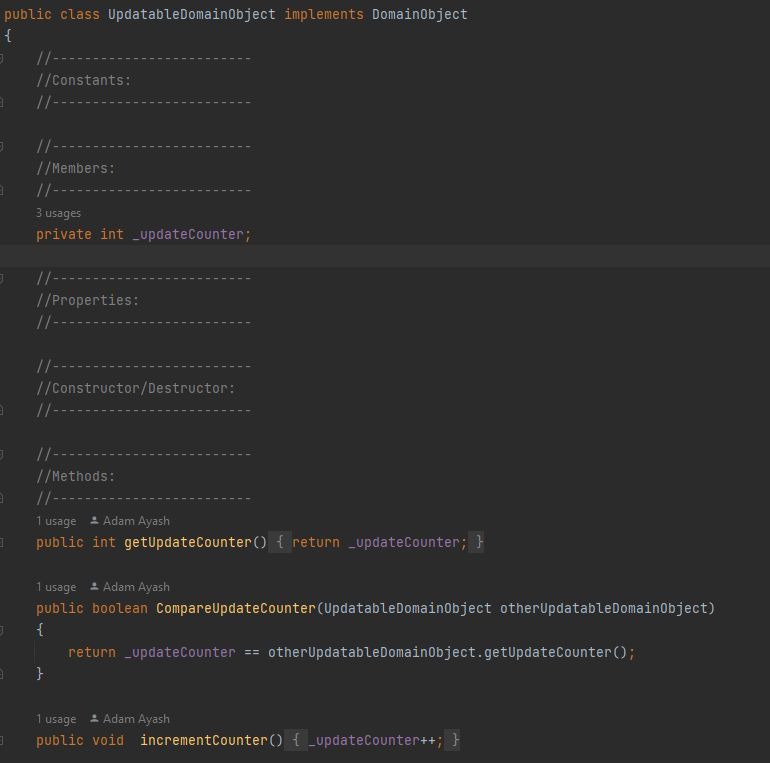 public class UpdatableDomainObject implements DomainObject
{
//-------------------------
//Constants:
//-------------------------
//-------------------------
//Members:
//-------------------------
3 usages
private int _updateCounter;
//-------------------------
//Properties:
//-------------------------
//-------------------------
//Constructor/Destructor:
//-------------------------
//-------------------------
//Methods:
//-------------------------
1 usage Adam Ayash
public int getUpdateCounter() { return _updateCounter; }
1 usage Adam Ayash
public boolean CompareUpdateCounter(UpdatableDomainObject otherUpdatableDomainObject)
{
return _updateCounter == otherUpdatableDomainObject.getUpdateCounter();
}
1 usage Adam Ayash
public void  incrementCounter() { _updateCounter++; }